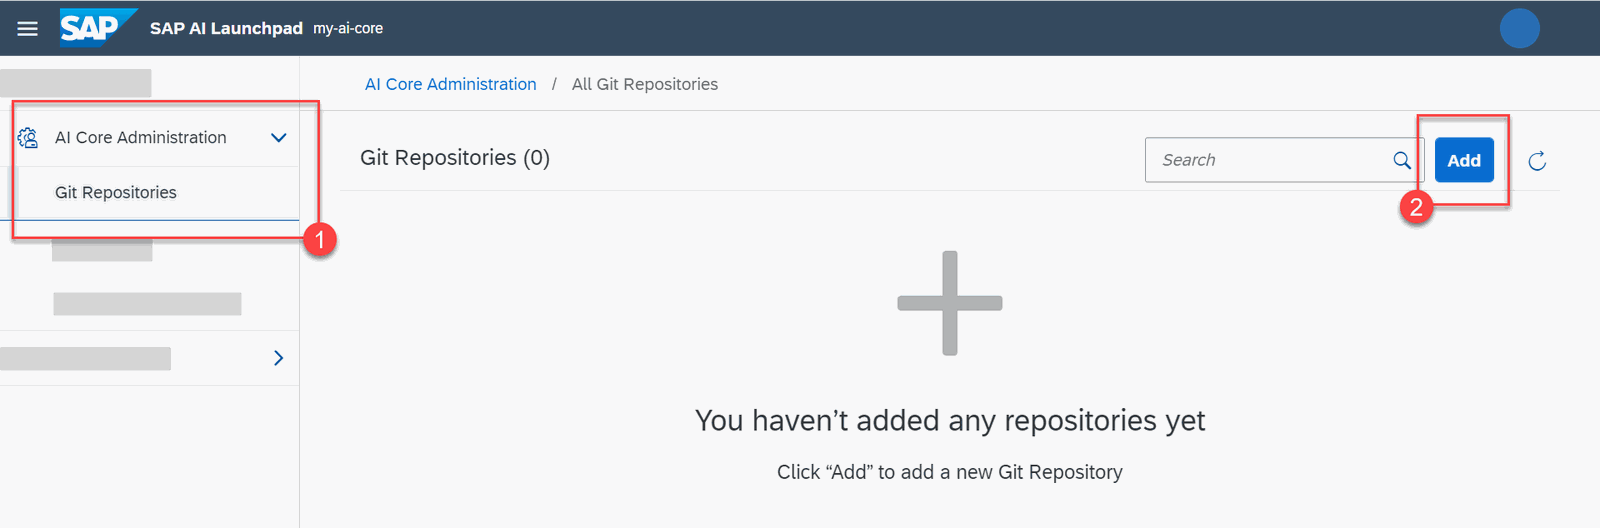 SAP SAP AI Launchpad my-ai-core
AI Core Administration / All Git Repositories
AI Core Administration
Git Repositories
1
Git Repositories (0)
Search
Add
2
You haven’t added any repositories yet
Click “Add” to add a new Git Repository